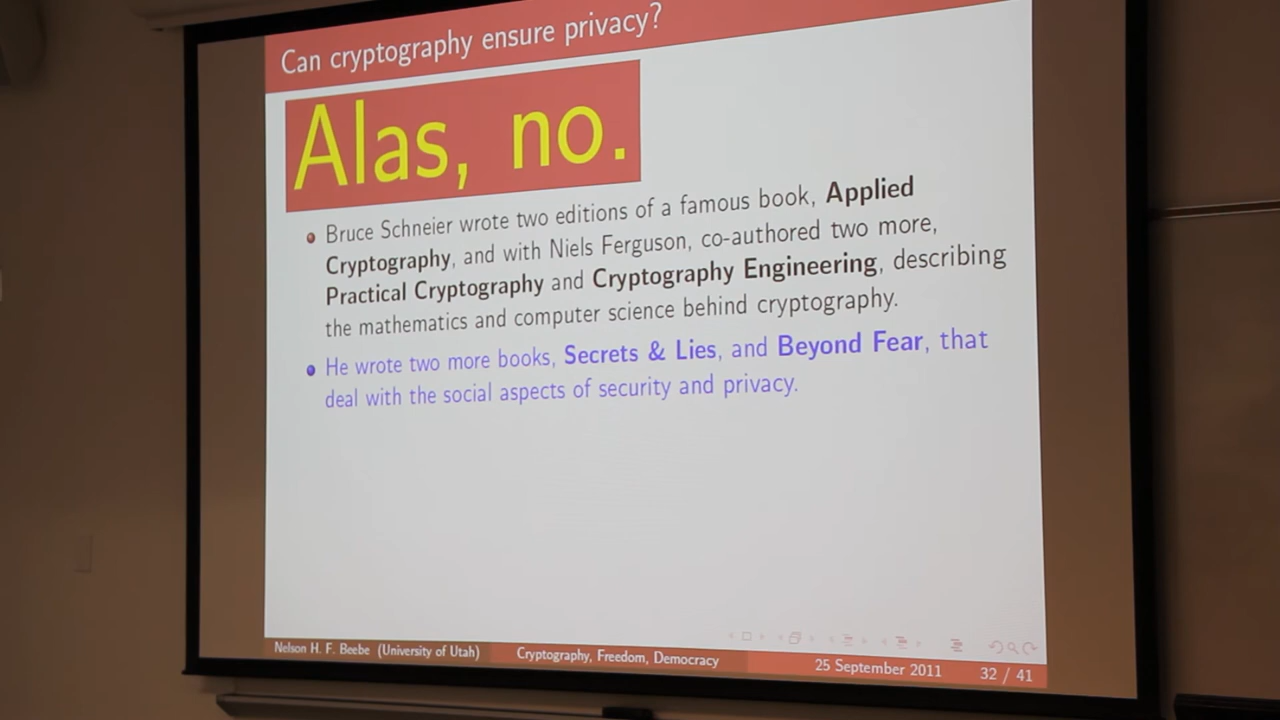 Can cryptography ensure privacy?
Alas, no.
Bruce Schneier wrote two editions of a famous book, Applied
Cryptography, and with Niels Ferguson, co-authored two more,
Practical Cryptography and Cryptography Engineering, describing
the mathematics and computer science behind cryptography.
He wrote two more books, Secrets & Lies, and Beyond Fear, that
deal with the social aspects of security and privacy.
Nelson H. F. Beebe (University of Utah) Cryptography, Freedom, Democracy 25 September 2011 32 / 41